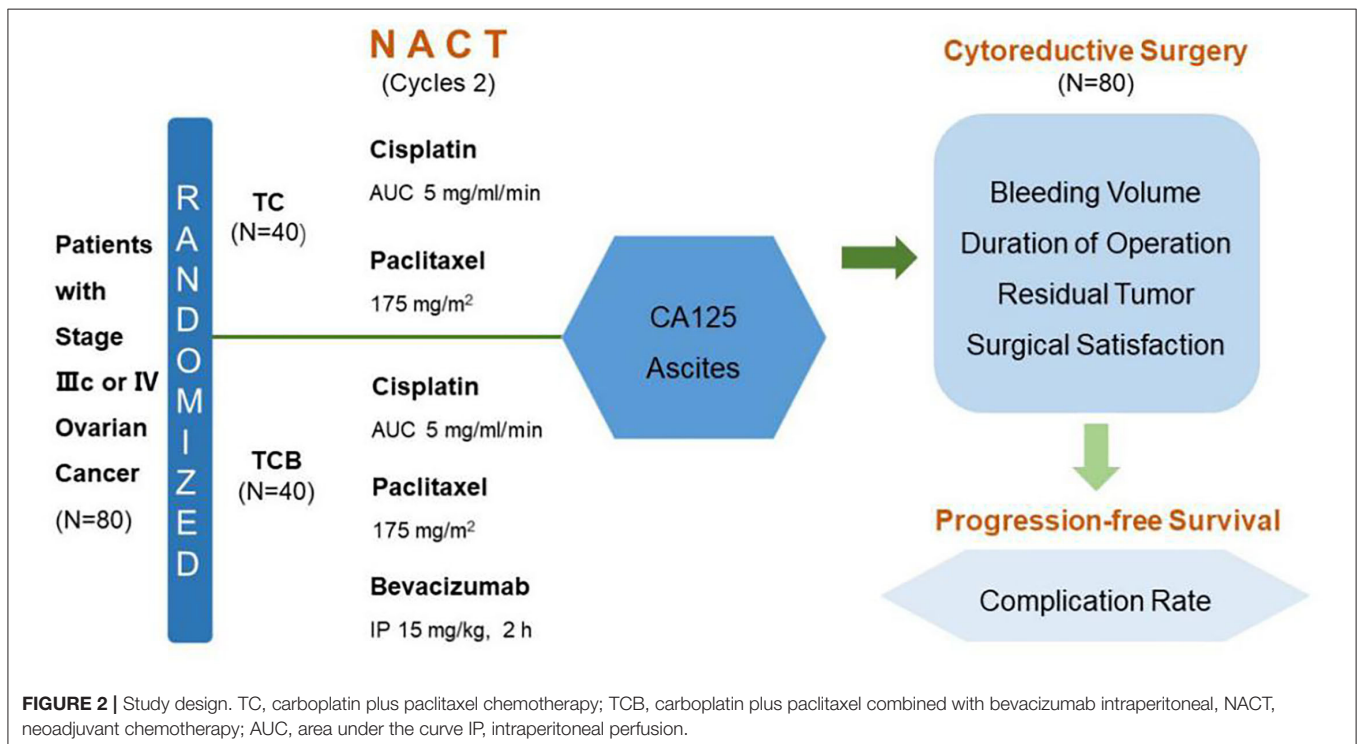 NACT
(Cycles 2)
Patients
with
Stage
Ⅲc or Ⅳ
Ovarian
Cancer
(N=80)
RANDOMIZED
TC
(N=40)
Cisplatin
AUC 5 mg/ml/min
Paclitaxel
175 mg/m²
TCB
(N=40)
Cisplatin
AUC 5 mg/ml/min
Paclitaxel
175 mg/m²
Bevacizumab
IP 15 mg/kg, 2 h
CA125
Ascites
Cytoreductive Surgery
(N=80)
Bleeding Volume
Duration of Operation
Residual Tumor
Surgical Satisfaction
Progression-free Survival
Complication Rate
FIGURE 2 | Study design. TC, carboplatin plus paclitaxel chemotherapy; TCB, carboplatin plus paclitaxel combined with bevacizumab intraperitoneal, NACT,
neoadjuvant chemotherapy; AUC, area under the curve IP, intraperitoneal perfusion.